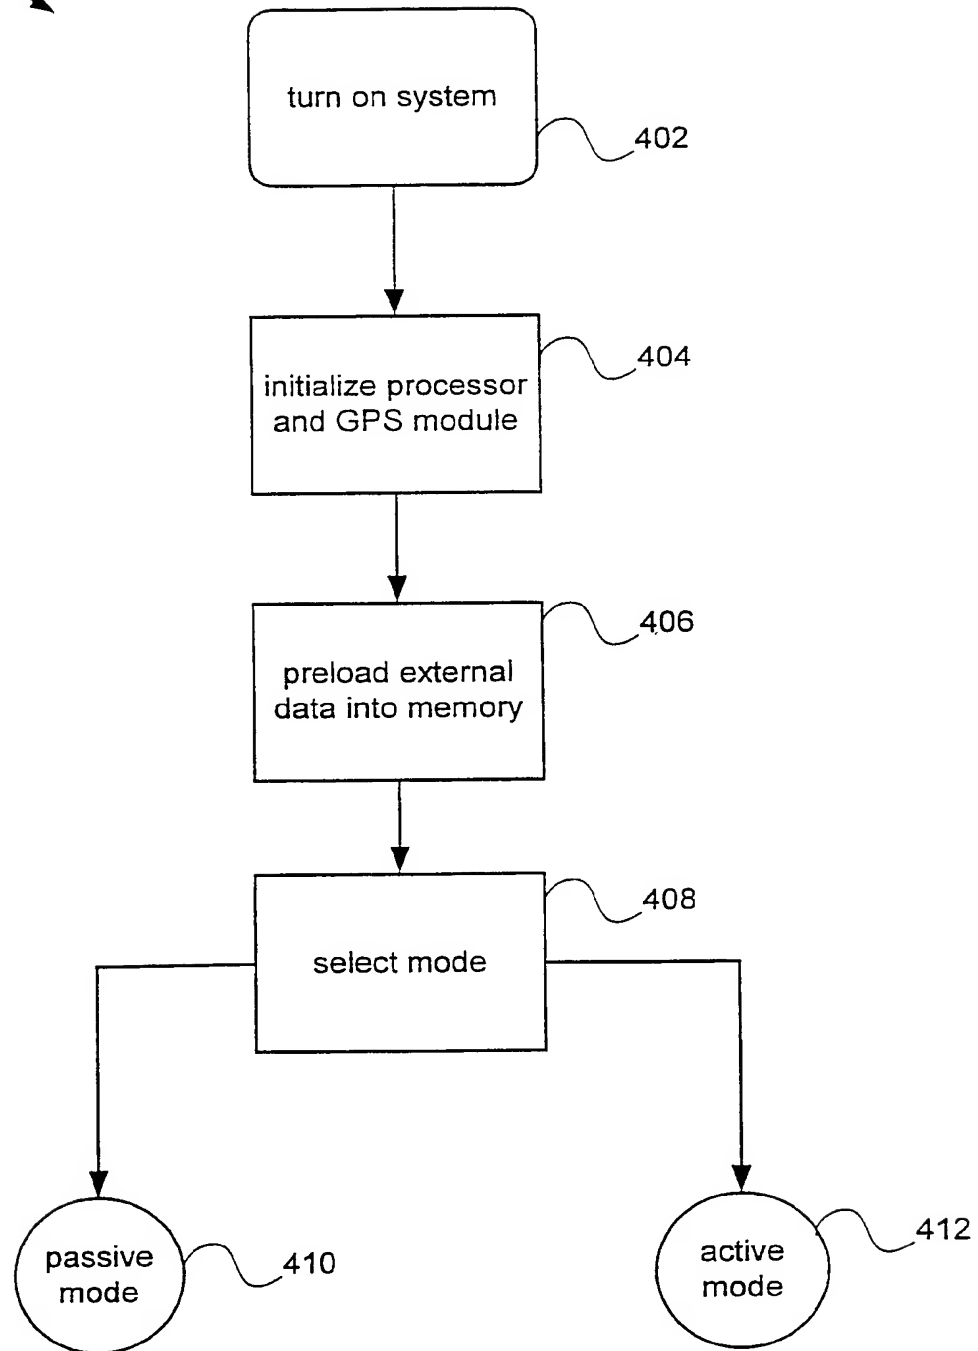 turn on system
402
404
initialize processor
and GPS module
406
preload external
data into memory
408
select mode
412
active
mode
passive
mode
410